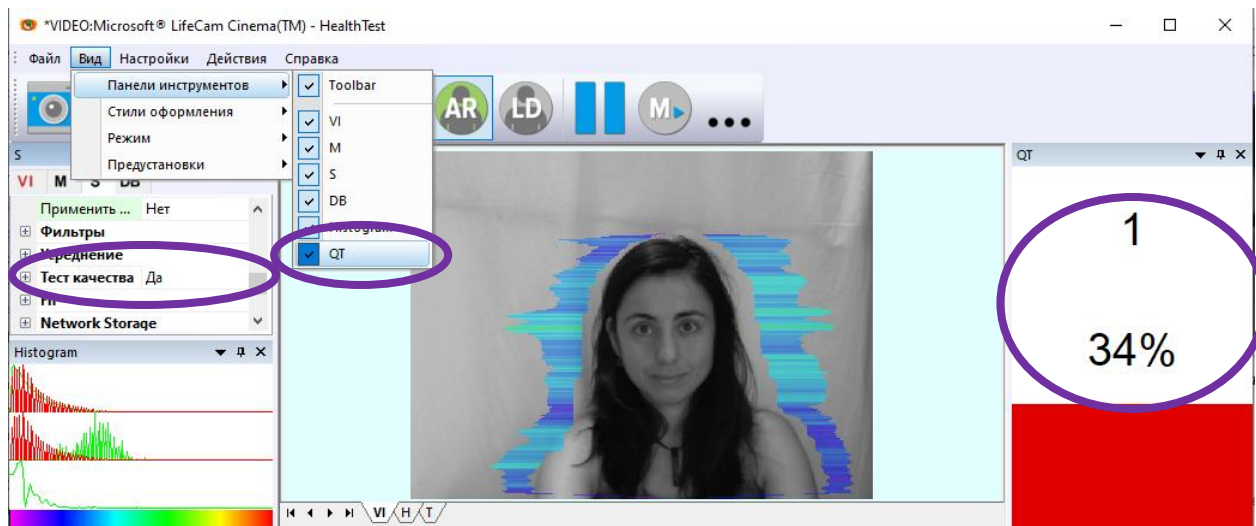 *VIDEO:Microsoft® LifeCam Cinema(TM) - HealthTest
Файл Вид Настройки Действия Справка
Панели инструментов
Стили оформления
Режим
Предустановки
Toolbar
VI
M
S
DB
Histogram
QT
AR LD M
S
VI M S DB
Применить ... Нет
Фильтры
Усреднение
Тест качества Да
Network Storage
Histogram
VI H T
QT
1
34%